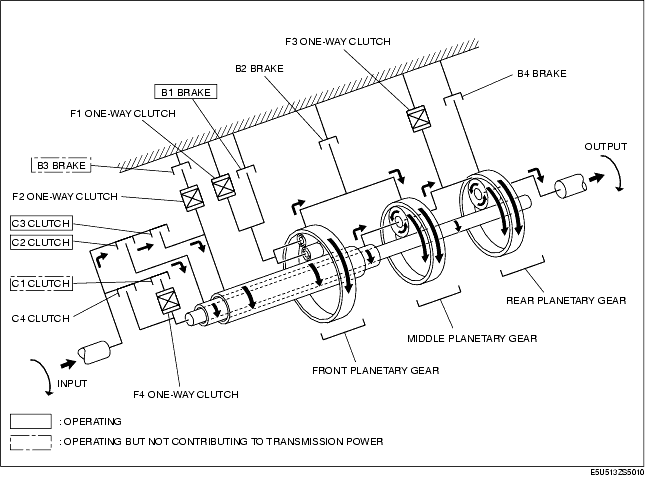 F3 ONE-WAY CLUTCH
B2 BRAKE
B4 BRAKE
B1 BRAKE
F1 ONE-WAY CLUTCH
OUTPUT
B3 BRAKE
F2 ONE-WAY CLUTCH
C3 CLUTCH
C2 CLUTCH
C1 CLUTCH
C4 CLUTCH
REAR PLANETARY GEAR
MIDDLE PLANETARY GEAR
FRONT PLANETARY GEAR
INPUT
F4 ONE-WAY CLUTCH
: OPERATING
: OPERATING BUT NOT CONTRIBUTING TO TRANSMISSION POWER
E5U513ZS5010